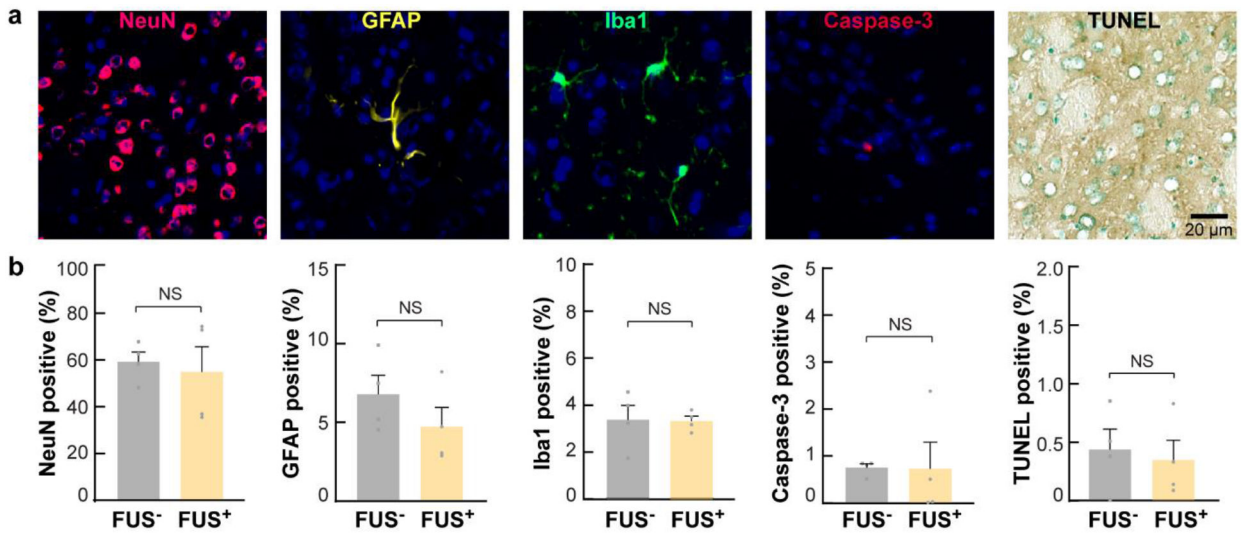 a
NeuN
GFAP
Iba1
Caspase-3
TUNEL
20 µm
b
NeuN positive (%)
100
80
60
40
20
0
NS
FUS⁻
FUS⁺
GFAP positive (%)
15
10
5
0
NS
FUS⁻
FUS⁺
Iba1 positive (%)
10
8
6
4
2
0
NS
FUS⁻
FUS⁺
Caspase-3 positive (%)
5
4
3
2
1
0
NS
FUS⁻
FUS⁺
TUNEL positive (%)
2.0
1.5
1.0
0.5
0
NS
FUS⁻
FUS⁺